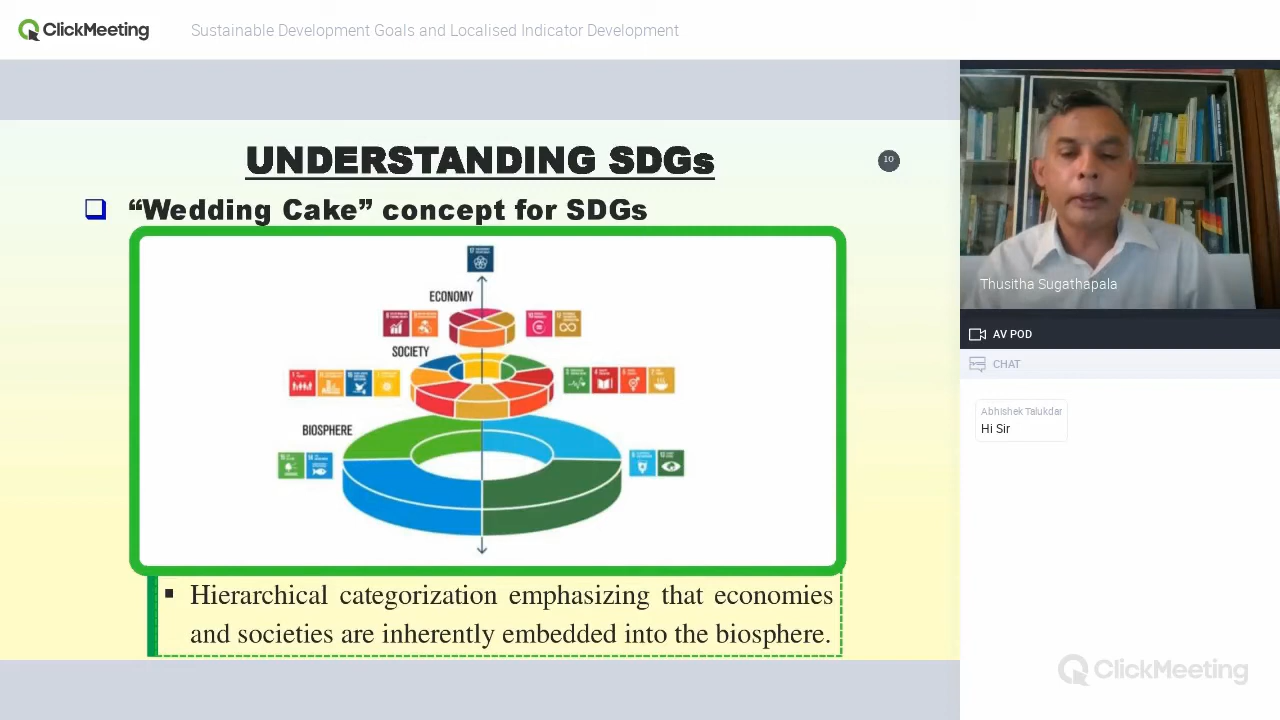 ClickMeeting
Sustainable Development Goals and Localised Indicator Development
UNDERSTANDING SDGs
10
❑ “Wedding Cake” concept for SDGs
ECONOMY
SOCIETY
BIOSPHERE
▪ Hierarchical categorization emphasizing that economies
and societies are inherently embedded into the biosphere.
Thusitha Sugathapala
AV POD
CHAT
Abhishek Talukdar
Hi Sir
ClickMeeting